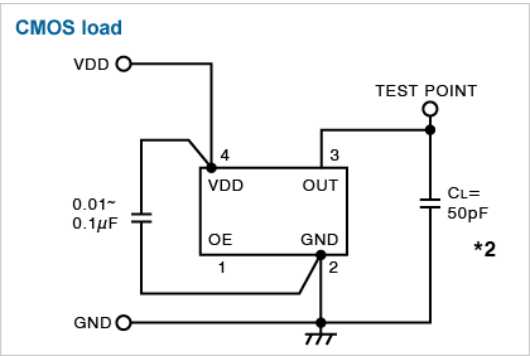 CMOS load
VDD
TEST POINT
4
3
VDD
OUT
0.01~
0.1μF
CL=
50pF
OE
GND
*2
1
2
GND